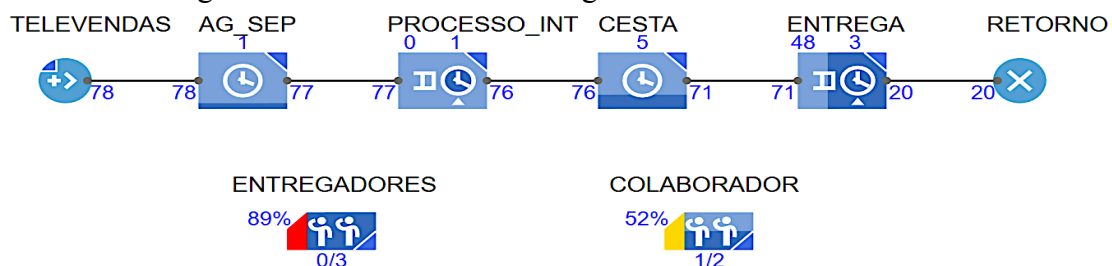 TELEVENDAS AG_SEP PROCESSO_INT CESTA ENTREGA RETORNO
1 0 1 5 48 3
78 78 77 77 76 76 71 71 20 20
ENTREGADORES COLABORADOR
89% 52%
0/3 1/2